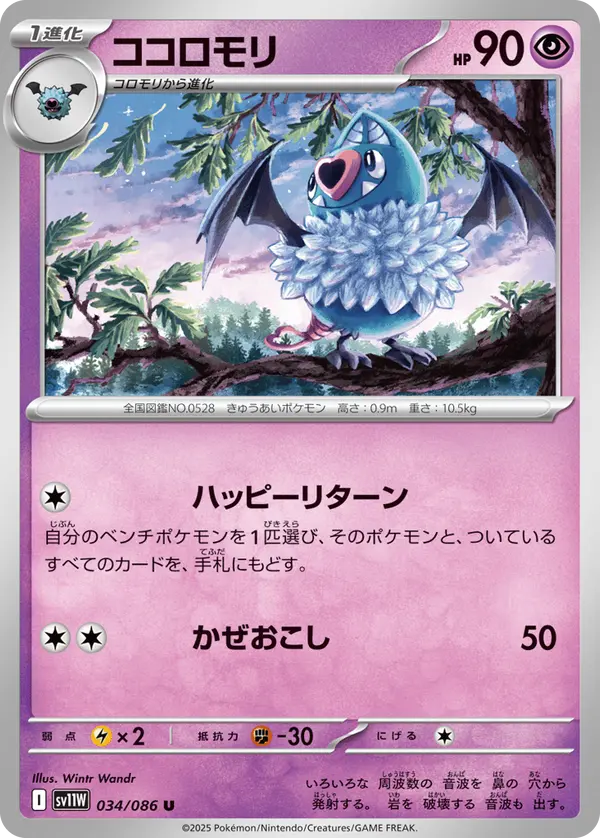 1進化
ココロモリ
HP 90
コロモリから進化
全国図鑑NO.0528 きゅうあいポケモン 高さ:0.9m 重さ:10.5kg
ハッピーリターン
自分のベンチポケモンを1匹選び、そのポケモンと、ついている
すべてのカードを、手札にもどす。
かぜおこし 50
弱点 ×2 抵抗力 -30 にげる
Illus. Wintr Wandr
I sv11W 034/086 U
いろいろな 周波数の 音波を 鼻の 穴から
発射する。 岩を 破壊する 音波も 出す。
©2025 Pokémon/Nintendo/Creatures/GAME FREAK.